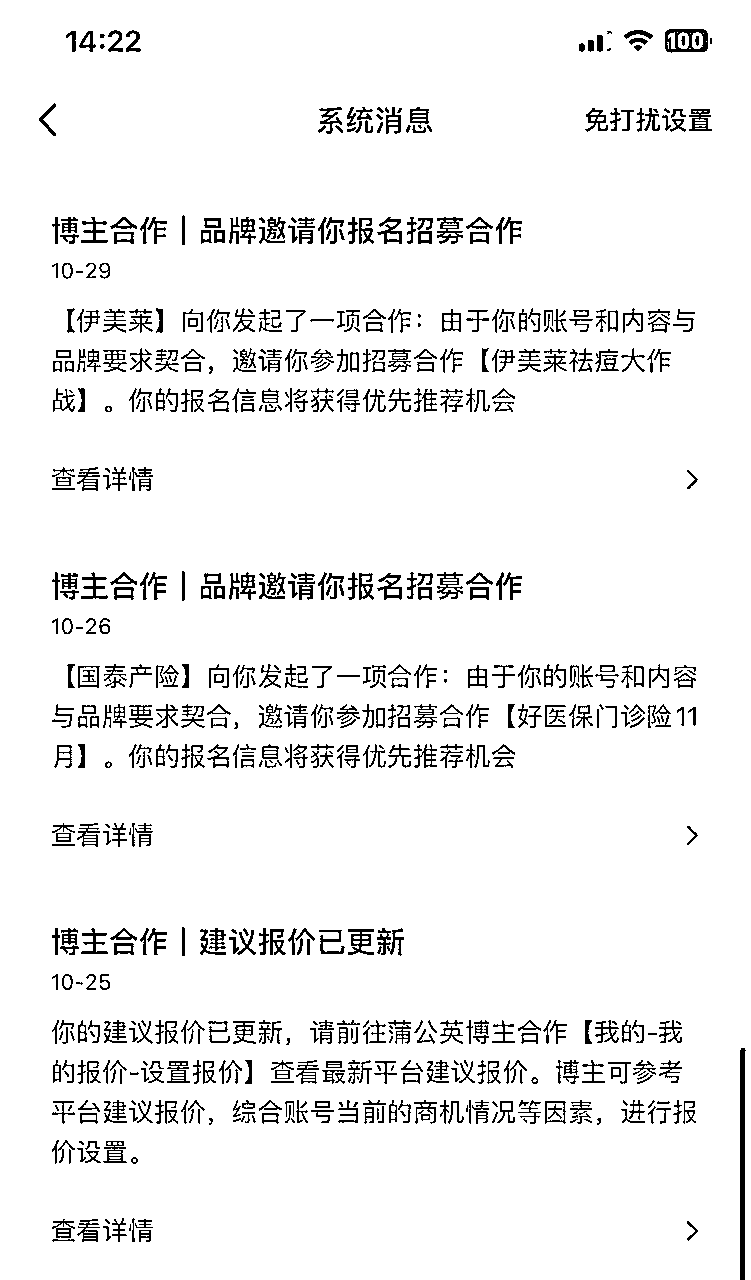 14:22
100
系统消息
免打扰设置
博主合作｜品牌邀请你报名招募合作
10-29
【伊美莱】向你发起了一项合作：由于你的账号和内容与
品牌要求契合，邀请你参加招募合作【伊美莱祛痘大作
战】。你的报名信息将获得优先推荐机会
查看详情
博主合作｜品牌邀请你报名招募合作
10-26
【国泰产险】向你发起了一项合作：由于你的账号和内容
与品牌要求契合，邀请你参加招募合作【好医保门诊险11
月】。你的报名信息将获得优先推荐机会
查看详情
博主合作｜建议报价已更新
10-25
你的建议报价已更新，请前往蒲公英博主合作【我的-我
的报价-设置报价】查看最新平台建议报价。博主可参考
平台建议报价，综合账号当前的商机情况等因素，进行报
价设置。
查看详情